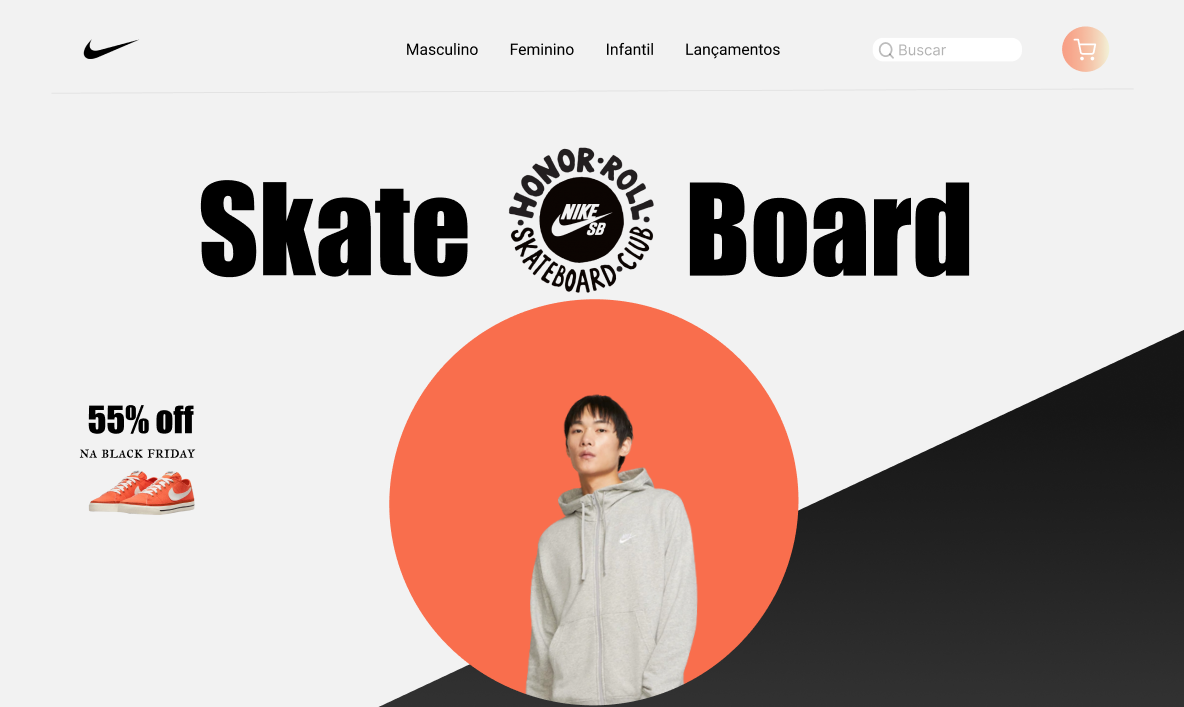 Masculino Feminino Infantil Lançamentos Buscar
HONOR·ROLL
Skate NIKE SB Board
·SKATEBOARD·CLUB·
55% off
NA BLACK FRIDAY